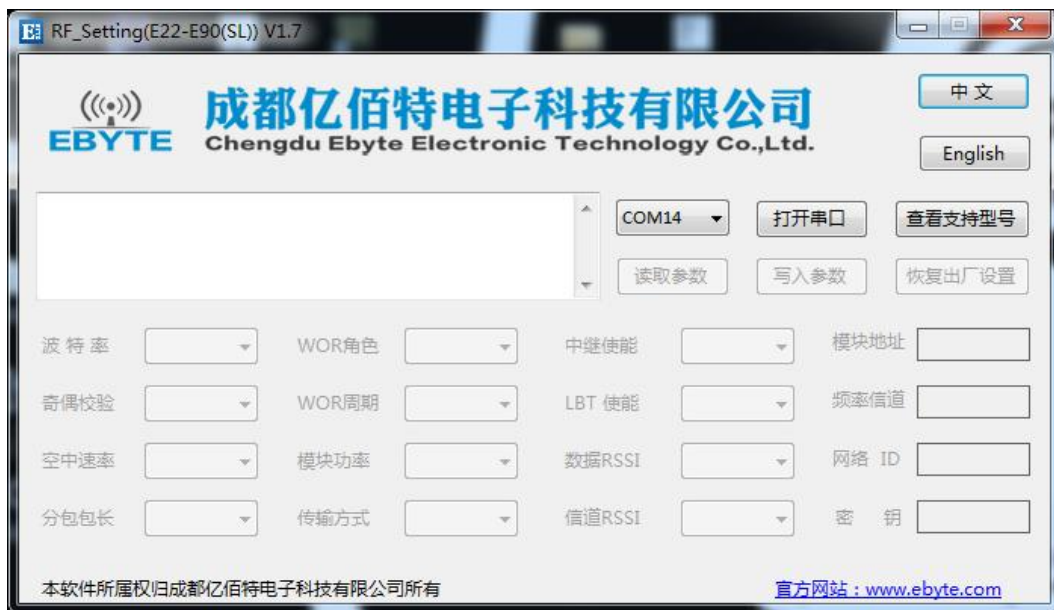 RF_Setting(E22-E90(SL)) V1.7
EBYTE
成都亿佰特电子科技有限公司
Chengdu Ebyte Electronic Technology Co.,Ltd.
中文
English
COM14 打开串口 查看支持型号
读取参数 写入参数 恢复出厂设置
波特率 WOR角色 中继使能 模块地址
奇偶校验 WOR周期 LBT 使能 频率信道
空中速率 模块功率 数据RSSI 网络 ID
分包包长 传输方式 信道RSSI 密 钥
本软件所属权归成都亿佰特电子科技有限公司所有 官方网站：www.ebyte.com